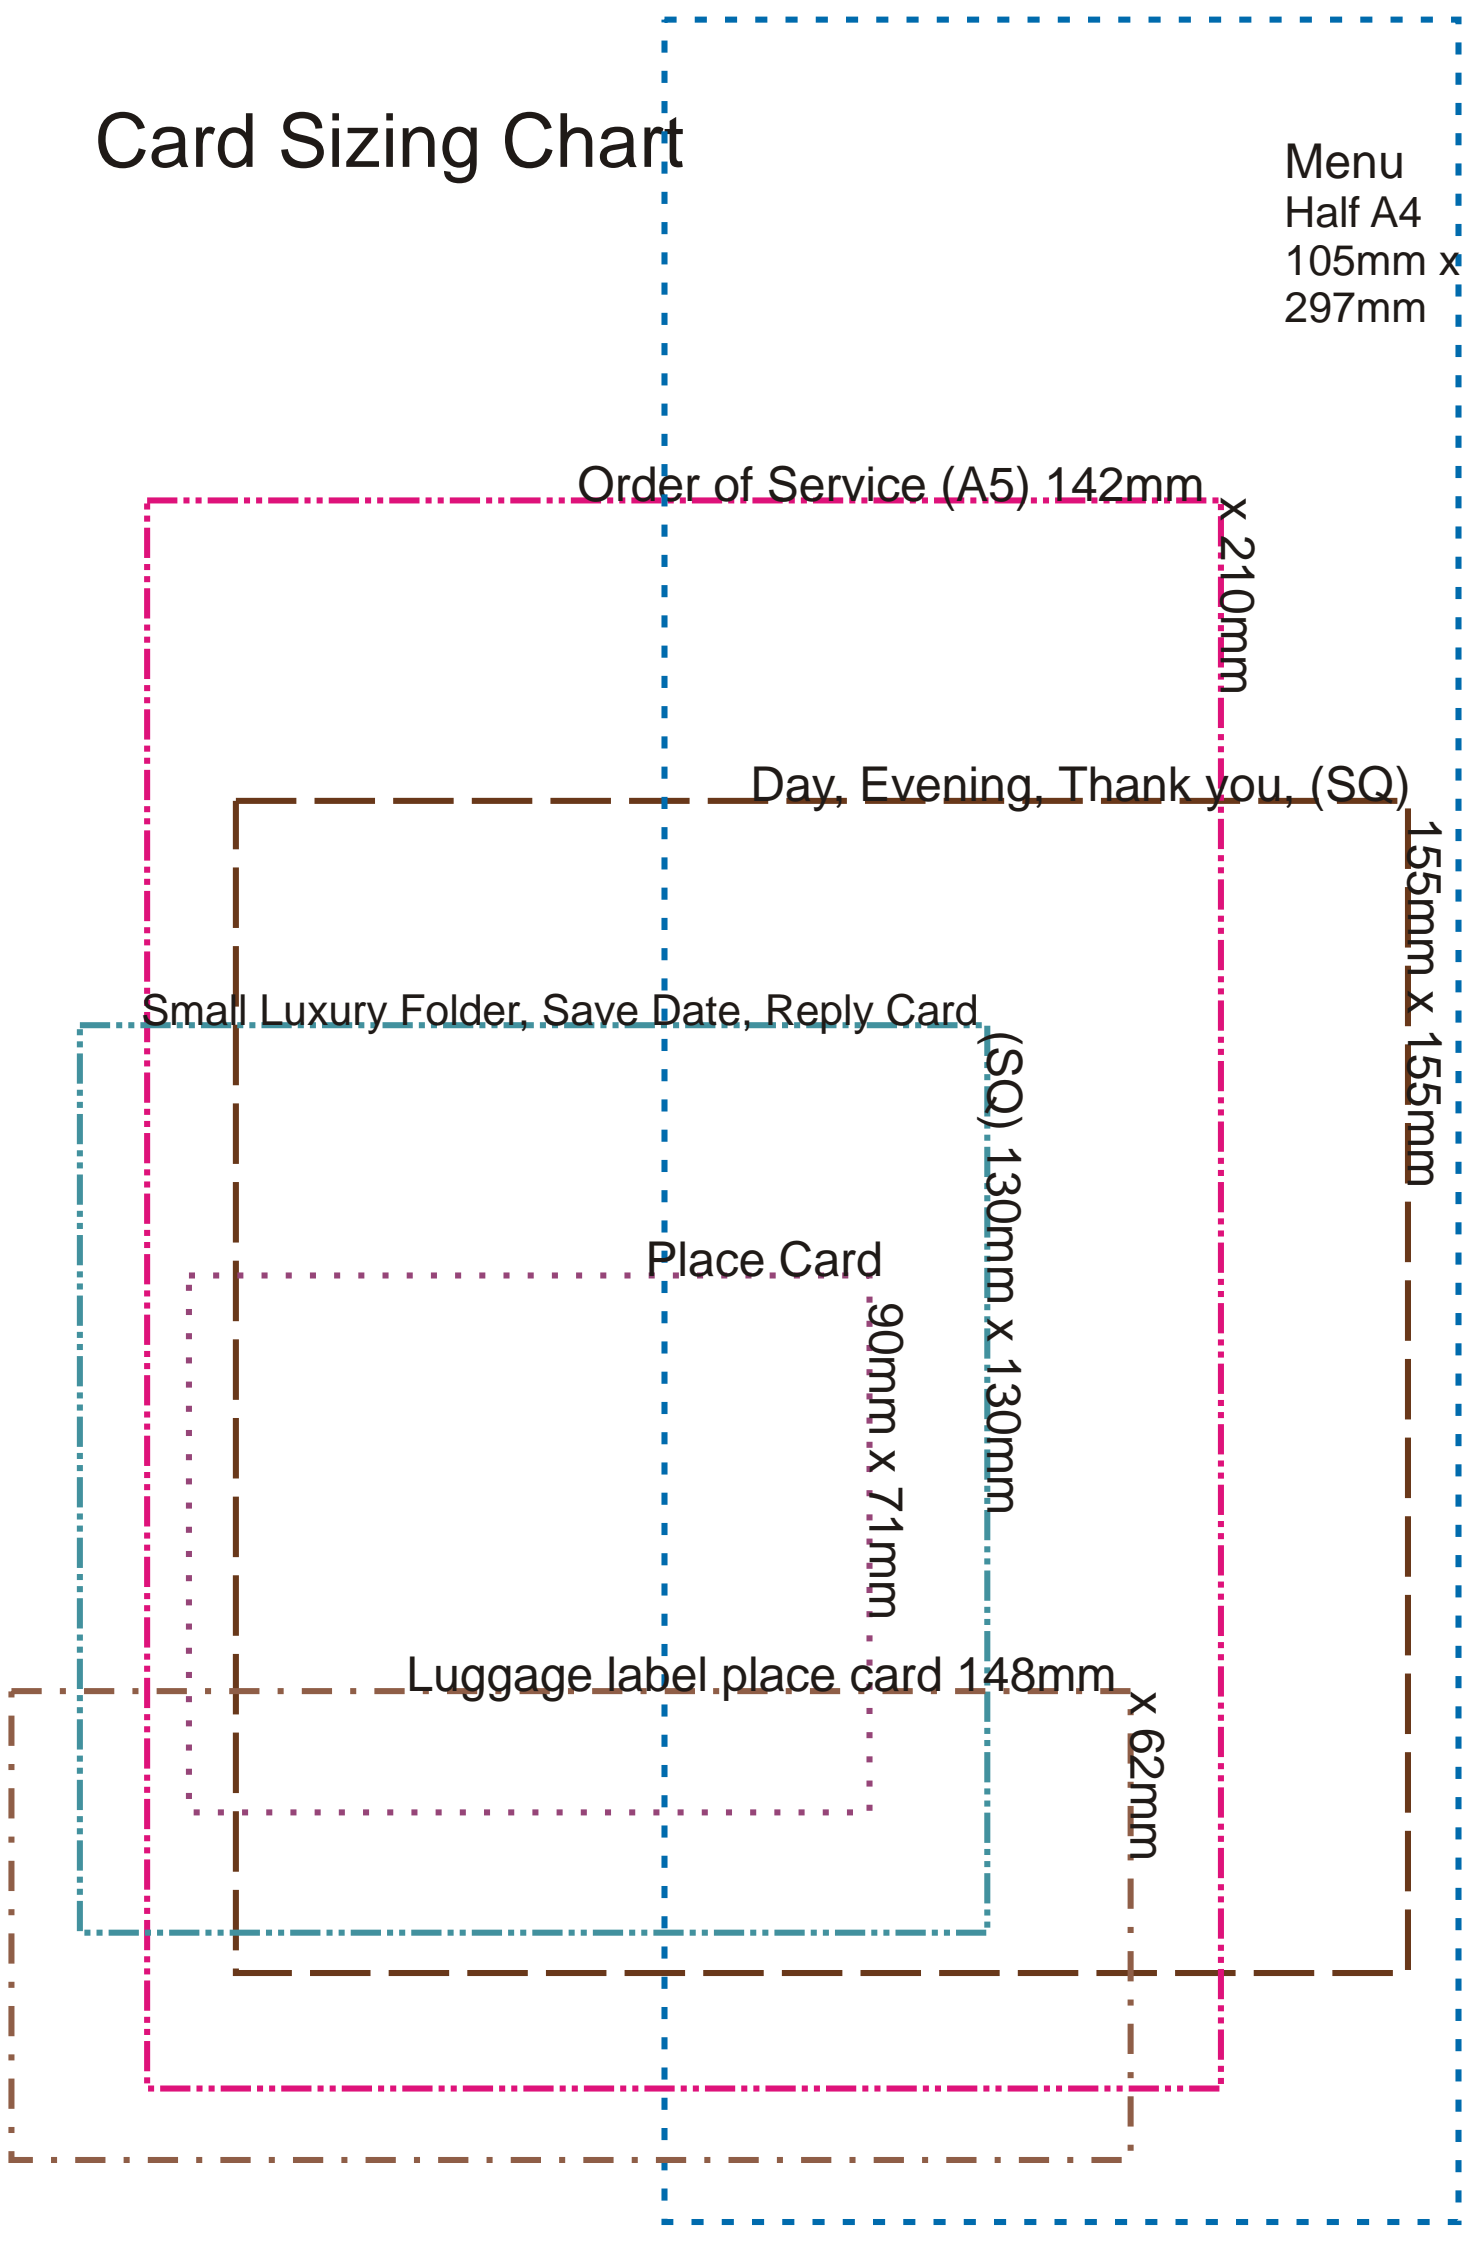 Card Sizing Chart
Menu
Half A4
105mm x
297mm
Order of Service (A5) 142mm
x 210mm
Day, Evening, Thank you, (SQ)
155mm x 155mm
Small Luxury Folder, Save Date, Reply Card
(SQ) 130mm x 130mm
Place Card
90mm x 71mm
Luggage label place card 148mm
x 62mm